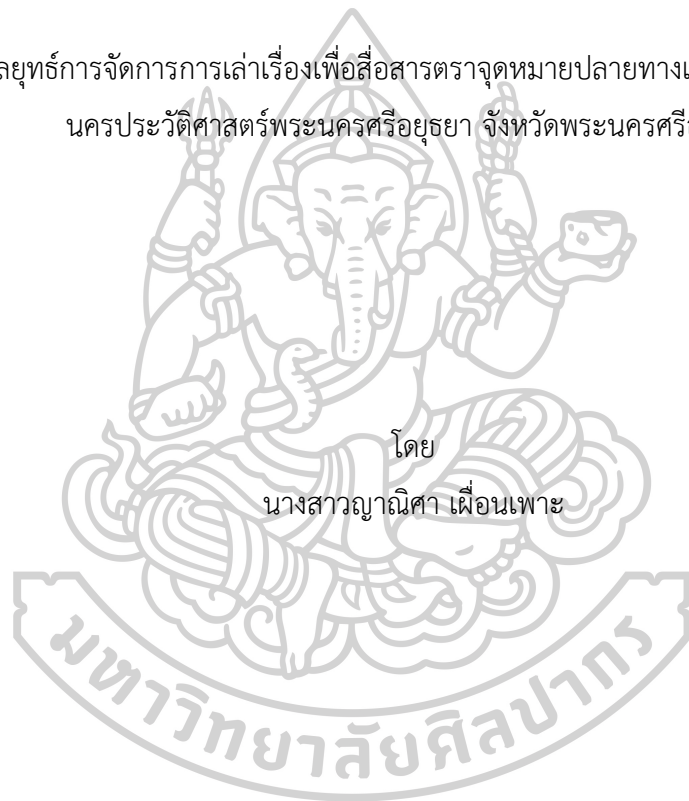 ลยุทธ์การจัดการการเล่าเรื่องเพื่อสื่อสารตราจุดหมายปลายทาง
นครประวัติศาสตร์พระนครศรีอยุธยา จังหวัดพระนครศรี
โดย
นางสาวญาณิศา เผื่อนเพาะ
มหาวิทยาลัยศิลปากร